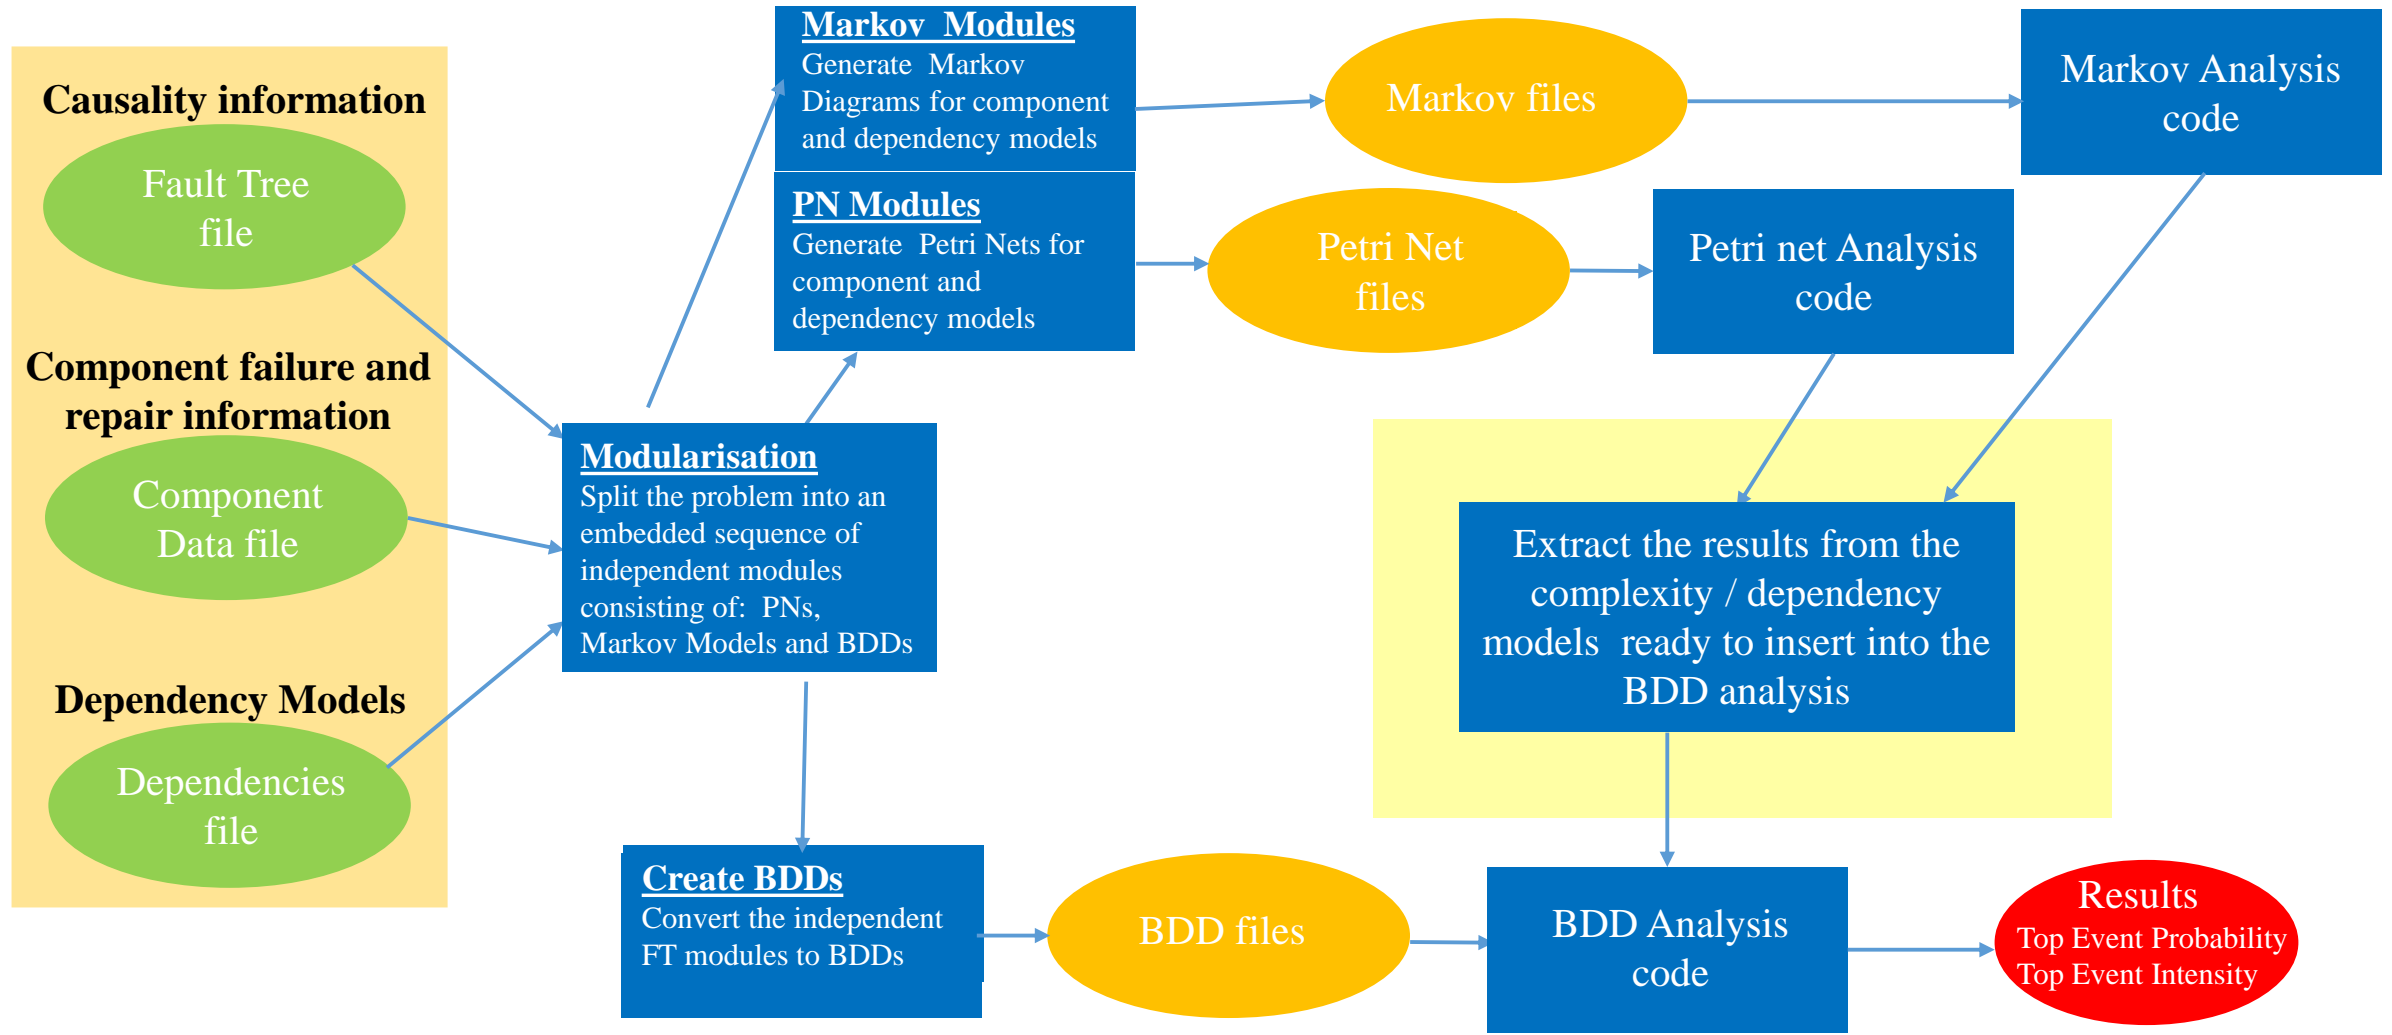 Causality information
Fault Tree
file
Component failure and
repair information
Component
Data file
Dependency Models
Dependencies
file
Modularisation
Split the problem into an
embedded sequence of
independent modules
consisting of: PNs,
Markov Models and BDDs
Markov Modules
Generate Markov
Diagrams for component
and dependency models
PN Modules
Generate Petri Nets for
component and
dependency models
Markov files
Petri Net
files
Markov Analysis
code
Petri net Analysis
code
Extract the results from the
complexity / dependency
models ready to insert into the
BDD analysis
Create BDDs
Convert the independent
FT modules to BDDs
BDD files
BDD Analysis
code
Results
Top Event Probability
Top Event Intensity